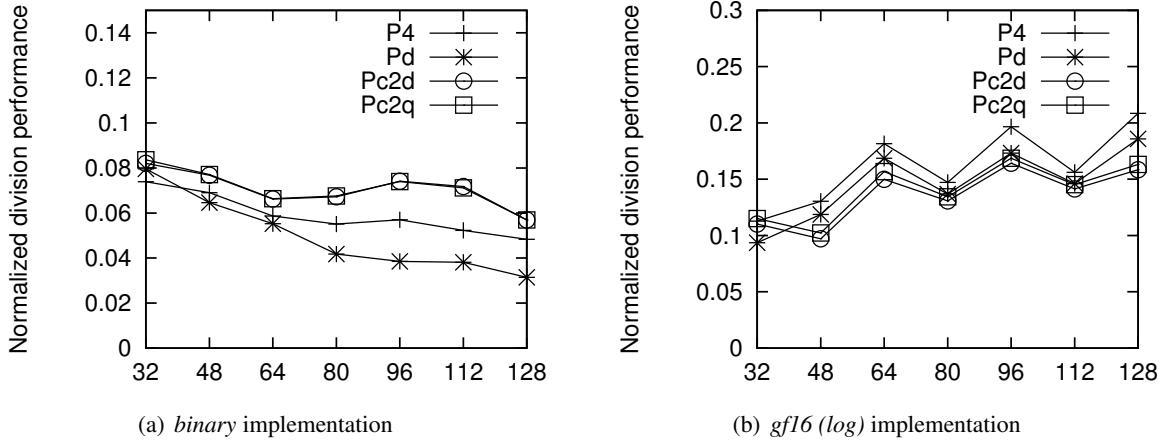 Normalized division performance
0.14
0.12
0.1
0.08
0.06
0.04
0.02
0
32 48 64 80 96 112 128
P4
Pd
Pc2d
Pc2q
(a) binary implementation
Normalized division performance
0.3
0.25
0.2
0.15
0.1
0.05
0
32 48 64 80 96 112 128
P4
Pd
Pc2d
Pc2q
(b) gf16 (log) implementation